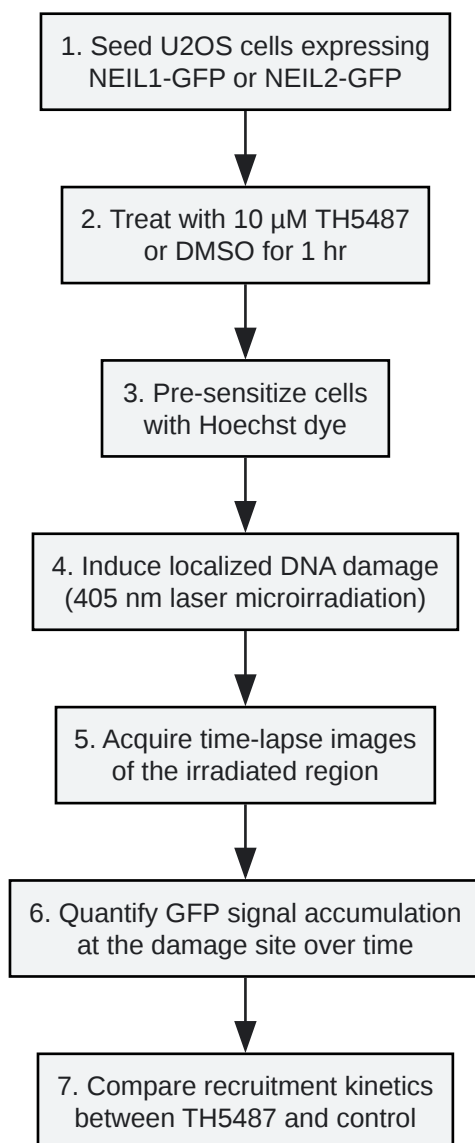 1. Seed U2OS cells expressing
NEIL1-GFP or NEIL2-GFP
2. Treat with 10 µM TH5487
or DMSO for 1 hr
3. Pre-sensitize cells
with Hoechst dye
4. Induce localized DNA damage
(405 nm laser microirradiation)
5. Acquire time-lapse images
of the irradiated region
6. Quantify GFP signal accumulation
at the damage site over time
7. Compare recruitment kinetics
between TH5487 and control